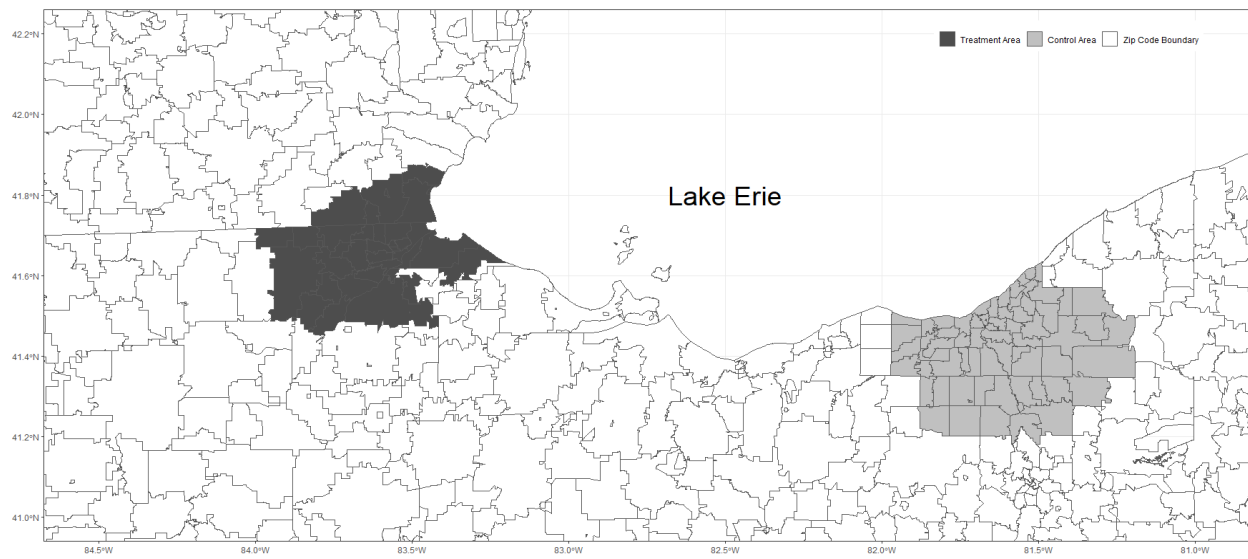 42.2°N
Treatment Area Control Area Zip Code Boundary
42.0°N
41.8°N
Lake Erie
41.6°N
41.4°N
41.2°N
41.0°N
84.5°W 84.0°W 83.5°W 83.0°W 82.5°W 82.0°W 81.5°W 81.0°W